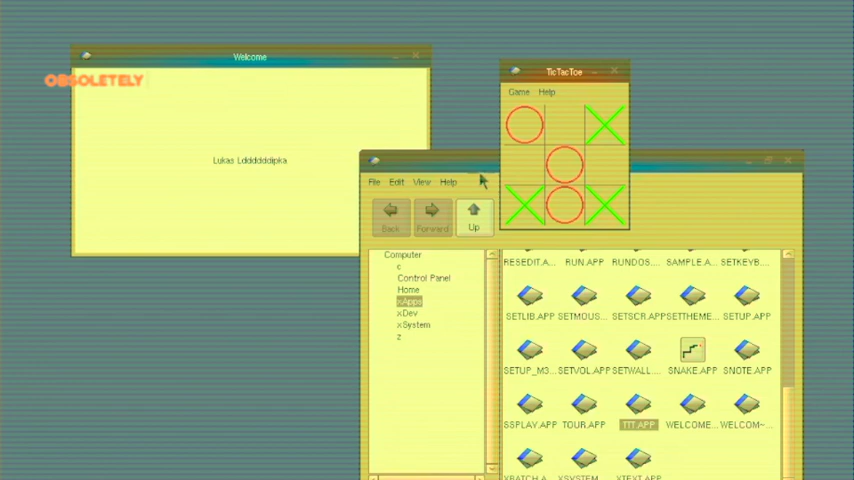 Welcome
OBSOLETELY
Lukas Lddddddipka
TicTacToe
Game Help
File Edit View Help
Back Forward Up
Computer
c
Control Panel
Home
xApps
xDev
xSystem
z
RESEDIT.A... RUN.APP RUNDOS.... SAMPLE.A... SETKEYB....
SETLIB.APP SETMOUS... SETSCR.APP SETTHEME... SETUP.APP
SETUP_M3... SETVOL.APP SETWALL.... SNAKE.APP SNOTE.APP
SSPLAY.APP TOUR.APP TTT.APP WELCOME... WELCOM~...
XBATCH.A... XSYSTEM... XTEXT.APP